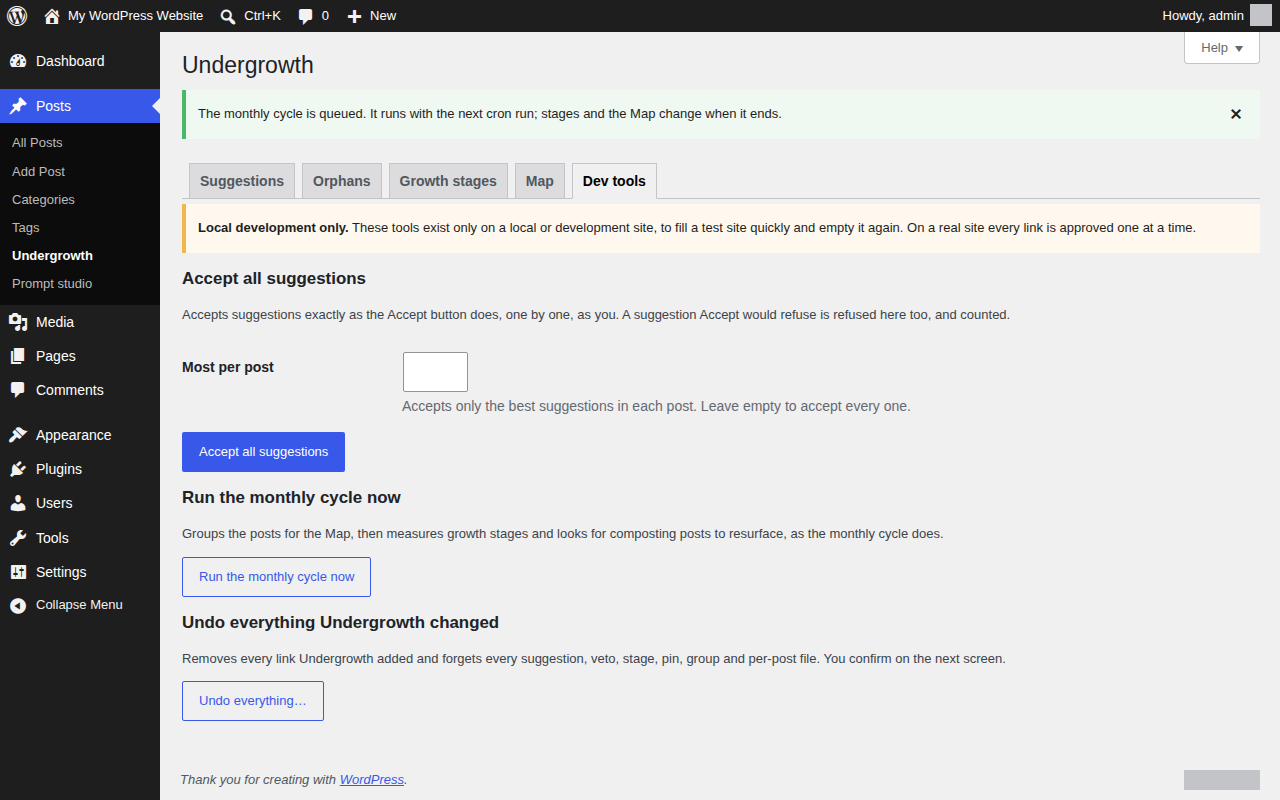 My WordPress Website
Ctrl+K
0
New
Howdy, admin
Dashboard
Posts
All Posts
Add Post
Categories
Tags
Undergrowth
Prompt studio
Media
Pages
Comments
Appearance
Plugins
Users
Tools
Settings
Collapse Menu
Help
Undergrowth
The monthly cycle is queued. It runs with the next cron run; stages and the Map change when it ends.
Suggestions
Orphans
Growth stages
Map
Dev tools
Local development only. These tools exist only on a local or development site, to fill a test site quickly and empty it again. On a real site every link is approved one at a time.
Accept all suggestions
Accepts suggestions exactly as the Accept button does, one by one, as you. A suggestion Accept would refuse is refused here too, and counted.
Most per post
Accepts only the best suggestions in each post. Leave empty to accept every one.
Accept all suggestions
Run the monthly cycle now
Groups the posts for the Map, then measures growth stages and looks for composting posts to resurface, as the monthly cycle does.
Run the monthly cycle now
Undo everything Undergrowth changed
Removes every link Undergrowth added and forgets every suggestion, veto, stage, pin, group and per-post file. You confirm on the next screen.
Undo everything…
Thank you for creating with WordPress.